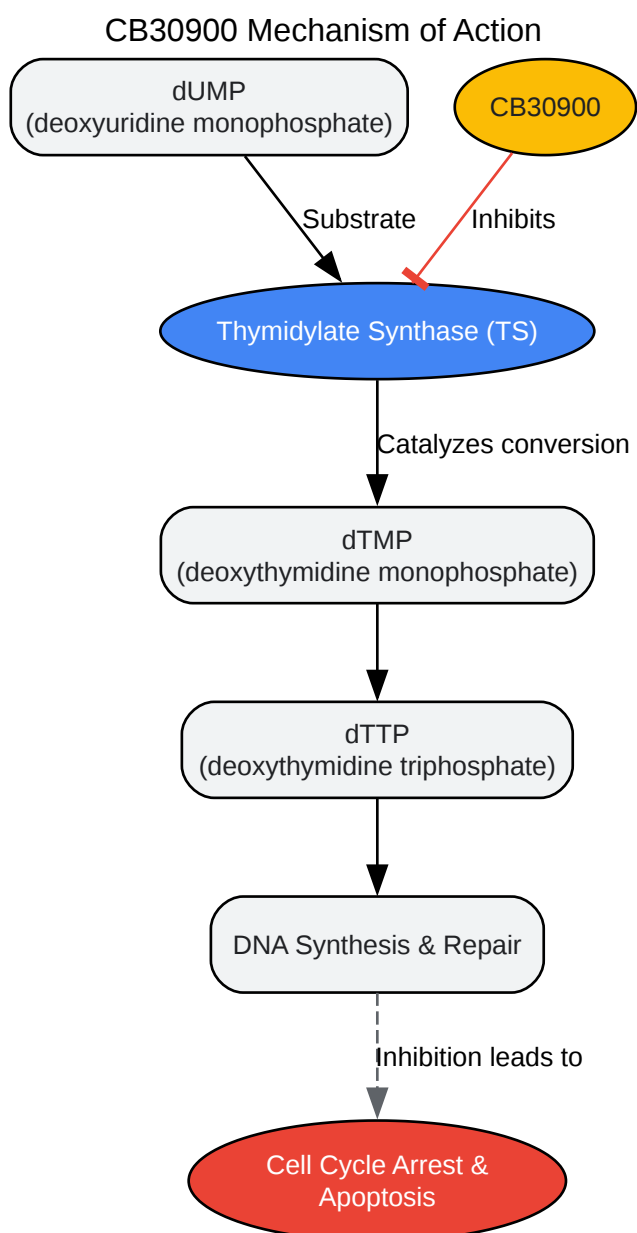 CB30900 Mechanism of Action
dUMP
(deoxyuridine monophosphate)
CB30900
Substrate
Inhibits
Thymidylate Synthase (TS)
Catalyzes conversion
dTMP
(deoxythymidine monophosphate)
dTTP
(deoxythymidine triphosphate)
DNA Synthesis & Repair
Inhibition leads to
Cell Cycle Arrest &
Apoptosis